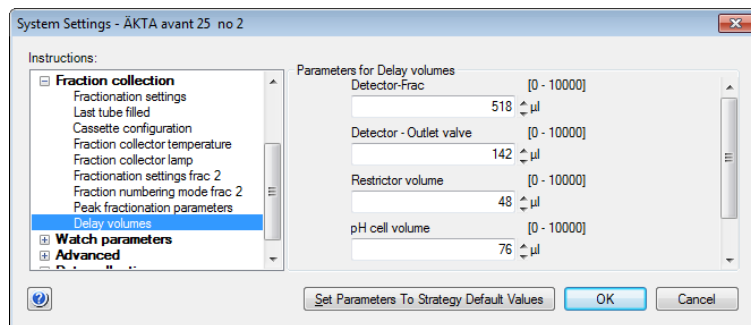 System Settings - ÄKTA avant 25 no 2
Instructions:
Fraction collection
Fractionation settings
Last tube filled
Cassette configuration
Fraction collector temperature
Fraction collector lamp
Fractionation settings frac 2
Fraction numbering mode frac 2
Peak fractionation parameters
Delay volumes
Watch parameters
Advanced
Parameters for Delay volumes
Detector-Frac [0 - 10000]
518 µl
Detector - Outlet valve [0 - 10000]
142 µl
Restrictor volume [0 - 10000]
48 µl
pH cell volume [0 - 10000]
76 µl
Set Parameters To Strategy Default Values
OK
Cancel